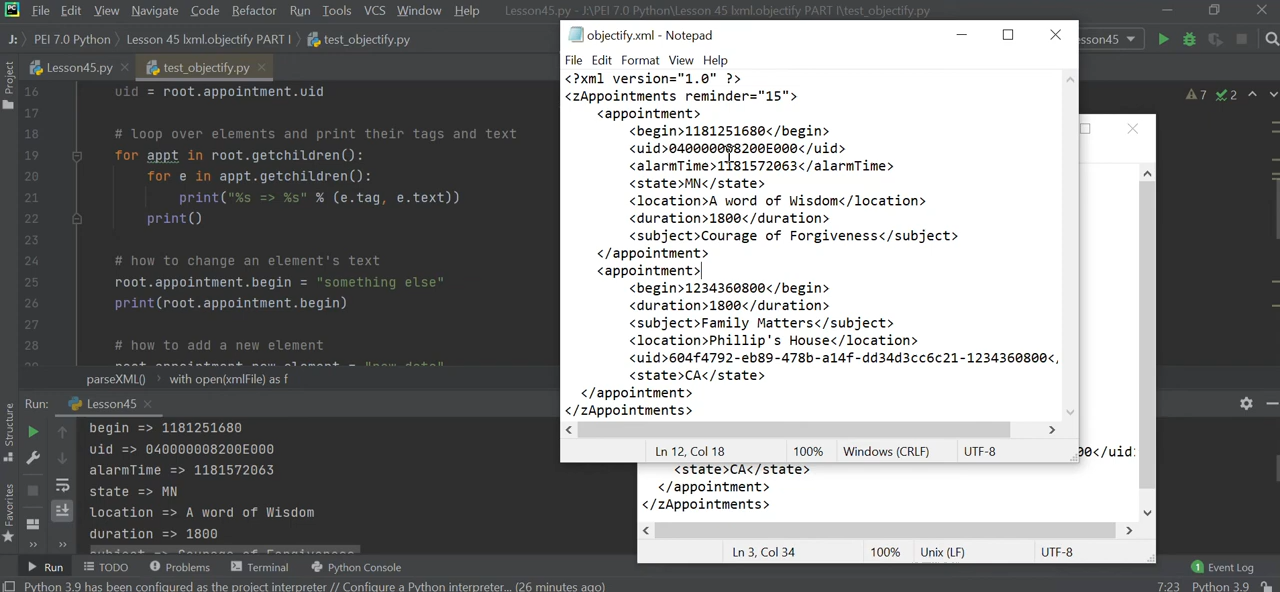 File Edit View Navigate Code Refactor Run Tools VCS Window Help Lesson45.py - J:\PEI 7.0 Python\Lesson 45 lxml.objectify PART I\test_objectify.py
J: PEI 7.0 Python Lesson 45 lxml.objectify PART I test_objectify.py
sson45
Lesson45.py test_objectify.py
Project
7 2
16 uid = root.appointment.uid
17
18 # loop over elements and print their tags and text
19 for appt in root.getchildren():
20 for e in appt.getchildren():
21 print("%s => %s" % (e.tag, e.text))
22 print()
23
24 # how to change an element's text
25 root.appointment.begin = "something else"
26 print(root.appointment.begin)
27
28 # how to add a new element
parseXML() with open(xmlFile) as f
Run: Lesson45
begin => 1181251680
uid => 040000008200E000
alarmTime => 1181572063
state => MN
location => A word of Wisdom
duration => 1800
subject => Courage of Forgiveness
Structure
Favorites
Run TODO Problems Terminal Python Console Event Log
Python 3.9 has been configured as the project interpreter // Configure a Python interpreter... (26 minutes ago) 7:23 Python 3.9
objectify.xml - Notepad
File Edit Format View Help
<?xml version="1.0" ?>
<zAppointments reminder="15">
<appointment>
<begin>1181251680</begin>
<uid>040000008200E000</uid>
<alarmTime>1181572063</alarmTime>
<state>MN</state>
<location>A word of Wisdom</location>
<duration>1800</duration>
<subject>Courage of Forgiveness</subject>
</appointment>
<appointment>
<begin>1234360800</begin>
<duration>1800</duration>
<subject>Family Matters</subject>
<location>Phillip's House</location>
<uid>604f4792-eb89-478b-a14f-dd34d3cc6c21-1234360800<,
<state>CA</state>
</appointment>
</zAppointments>
Ln 12, Col 18 100% Windows (CRLF) UTF-8
00</uid:
<state>CA</state>
</appointment>
</zAppointments>
Ln 3, Col 34 100% Unix (LF) UTF-8